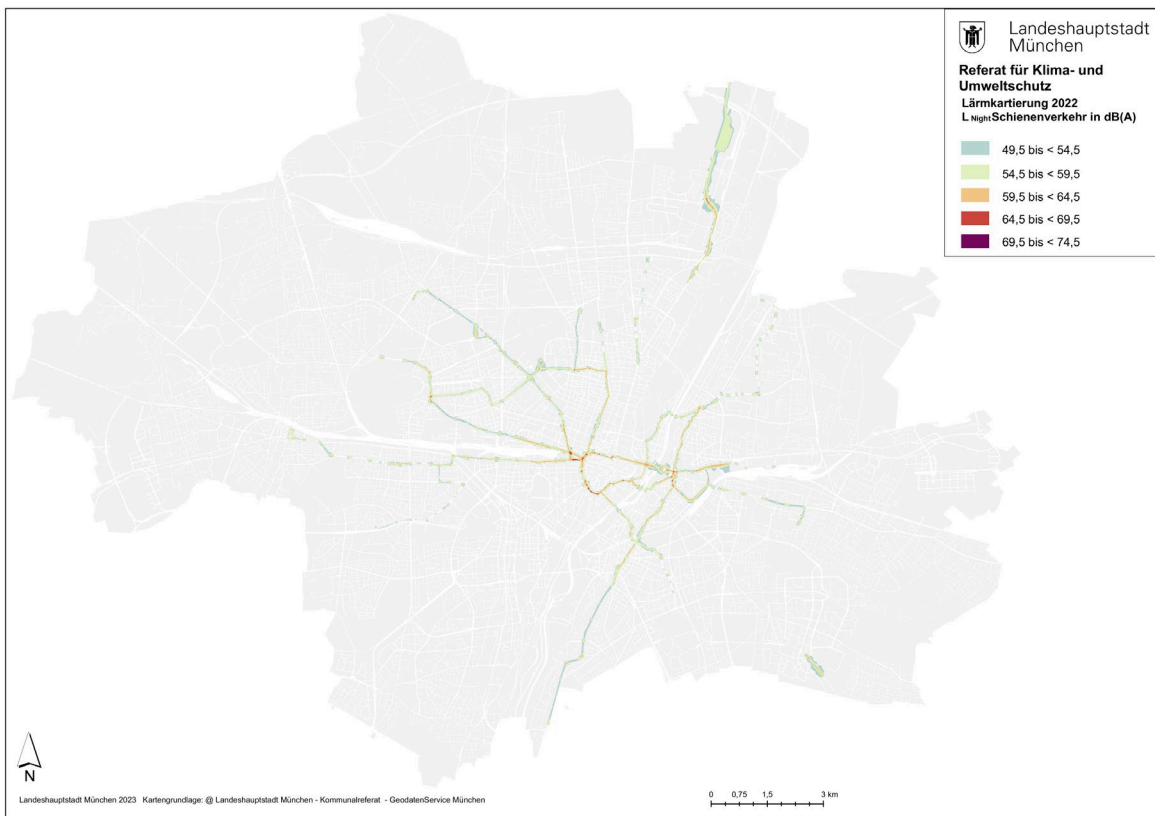 Landeshauptstadt
München
Referat für Klima- und
Umweltschutz
Lärmkartierung 2022
L Night Schienenverkehr in dB(A)
49,5 bis < 54,5
54,5 bis < 59,5
59,5 bis < 64,5
64,5 bis < 69,5
69,5 bis < 74,5
N
Landeshauptstadt München 2023 Kartengrundlage: @ Landeshauptstadt München - Kommunalreferat - GeodatenService München
0 0,75 1,5 3 km